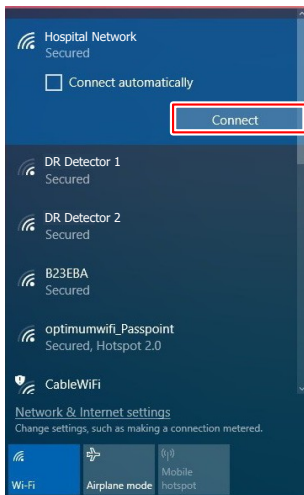 Hospital Network
Secured
Connect automatically
Connect
DR Detector 1
Secured
DR Detector 2
Secured
B23EBA
Secured
optimumwifi_Passpoint
Secured, Hotspot 2.0
CableWiFi
Network & Internet settings
Change settings, such as making a connection metered.
Wi-Fi
Airplane mode
Mobile
hotspot